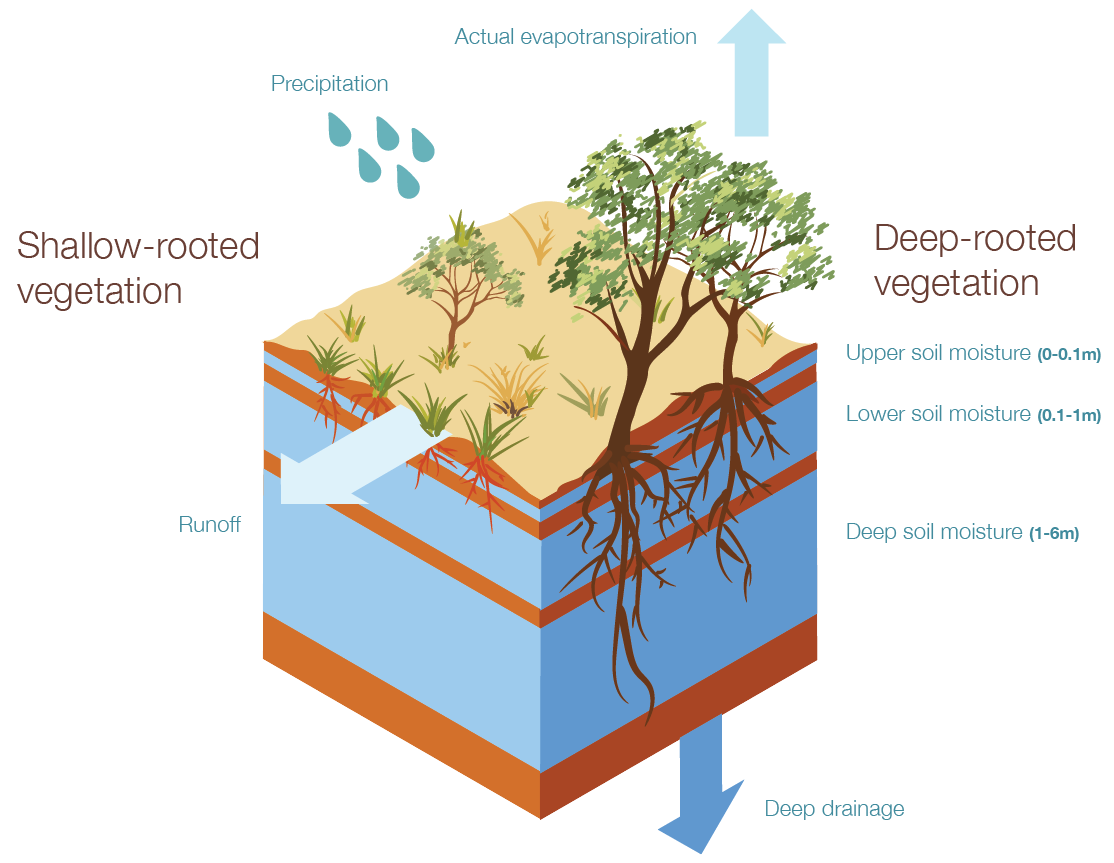 Actual evapotranspiration
Precipitation
Shallow-rooted
vegetation
Deep-rooted
vegetation
Upper soil moisture (0-0.1m)
Lower soil moisture (0.1-1m)
Runoff
Deep soil moisture (1-6m)
Deep drainage